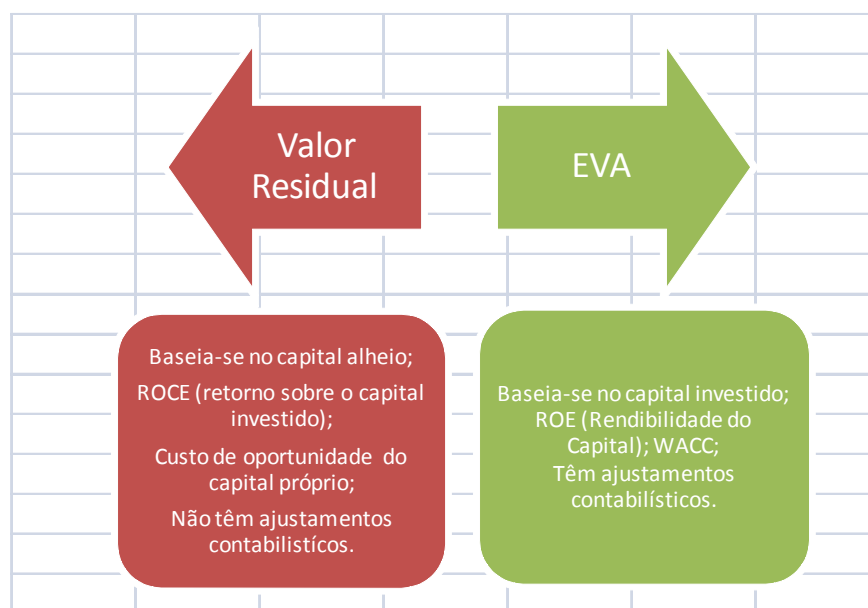 Valor
Residual
EVA
Baseia-se no capital alheio;
ROCE (retorno sobre o capital
investido);
Custo de oportunidade do
capital próprio;
Não têm ajustamentos
contabilistícos.
Baseia-se no capital investido;
ROE (Rendibilidade do
Capital); WACC;
Têm ajustamentos
contabilísticos.